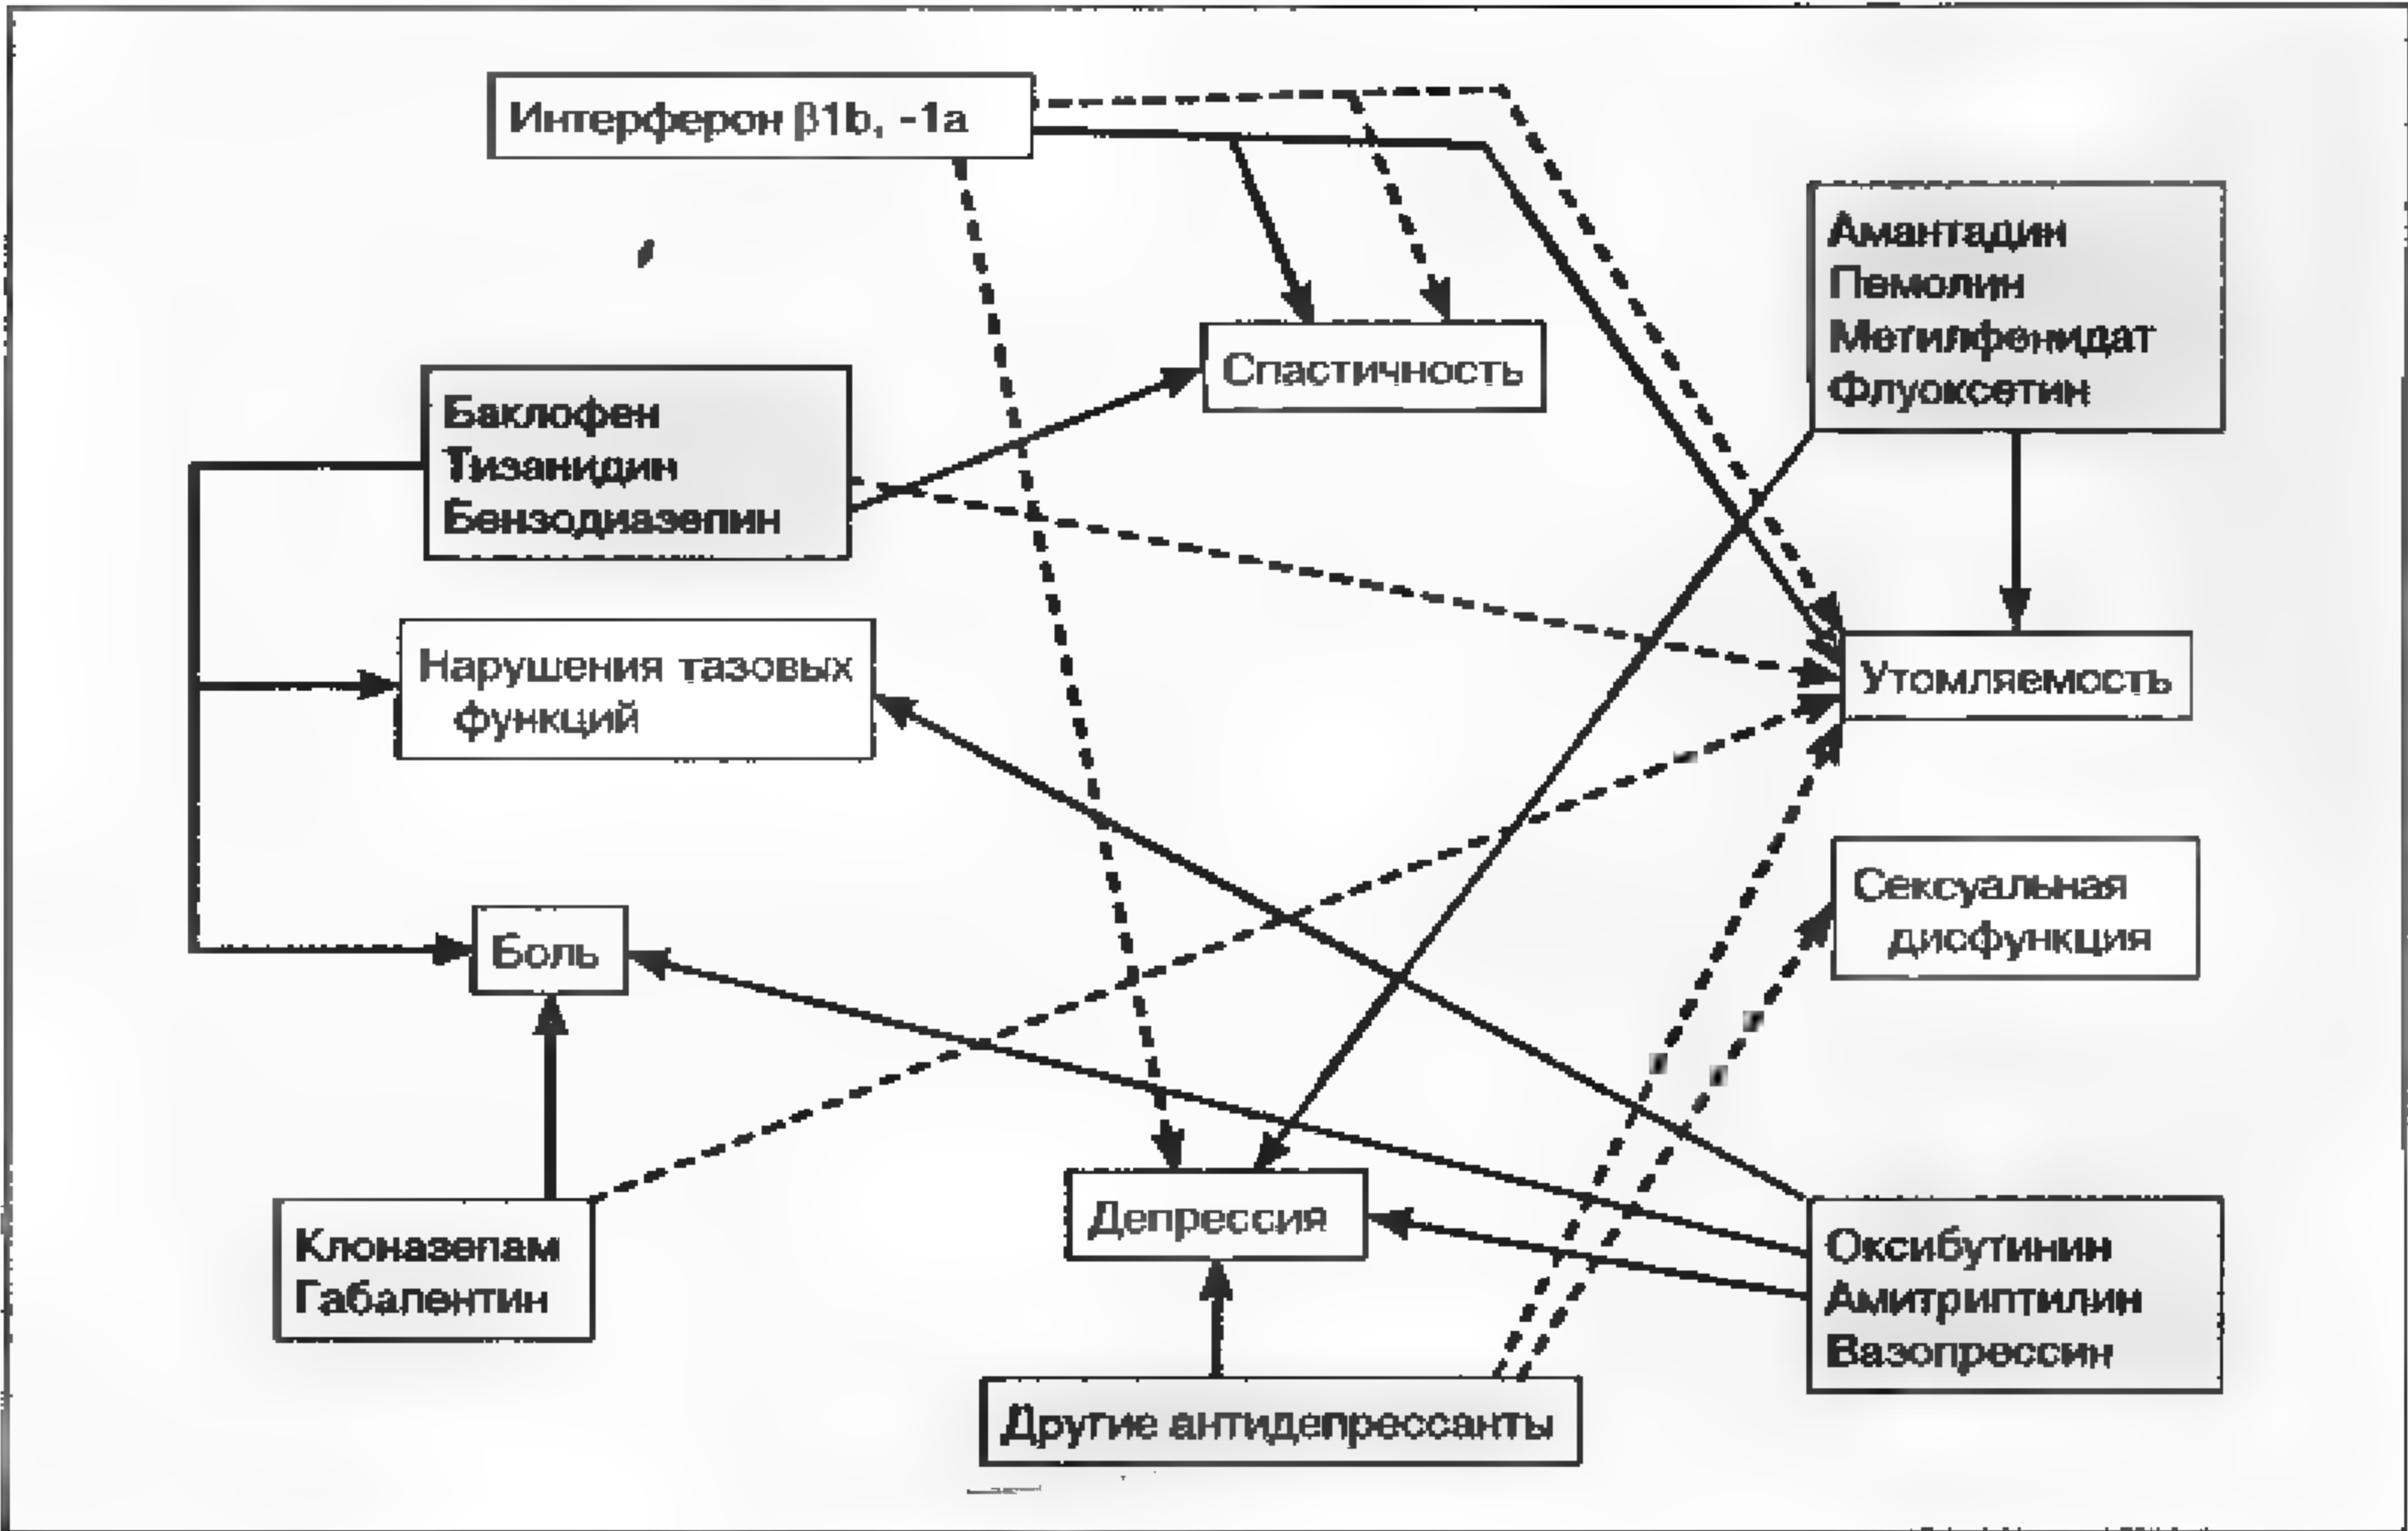 Интерферон β1b, -1a
Амантадин
Пемолин
Метилфенидат
Флуоксетин
Спастичность
Баклофен
Тизанидин
Бензодиазепин
Нарушения тазовых
функций
Утомляемость
Сексуальная
дисфункция
Боль
Клоназепам
Габапентин
Депрессия
Оксибутинин
Амитриптилин
Вазопрессин
Другие антидепрессанты